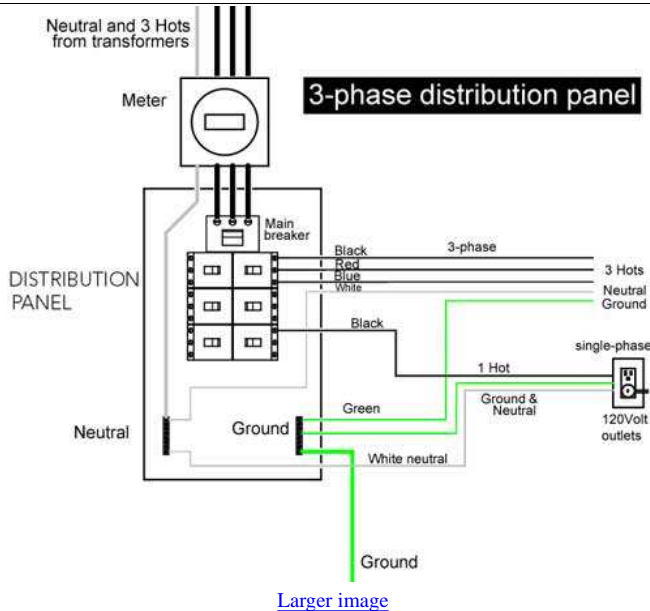 Neutral and 3 Hots
from transformers
Meter
3-phase distribution panel
Main
breaker
Black
3-phase
Red
Blue
White
3 Hots
Neutral
Ground
DISTRIBUTION
PANEL
Black
single-phase
1 Hot
Green
Ground &
Neutral
120Volt
outlets
Neutral
Ground
White neutral
Ground
Larger image